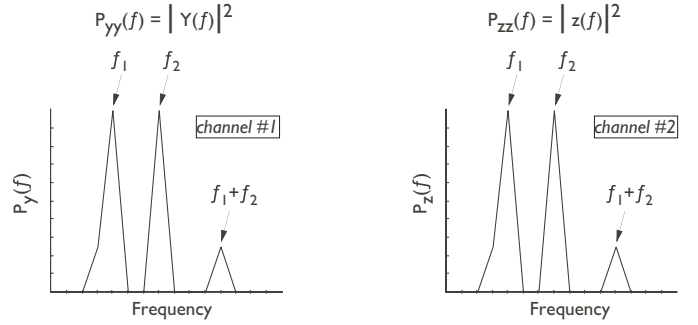 P_yy(f) = | Y(f)|^2
f_1 f_2
channel #1
f_1+f_2
P_y(f)
Frequency
P_zz(f) = | z(f)|^2
f_1 f_2
channel #2
f_1+f_2
P_z(f)
Frequency